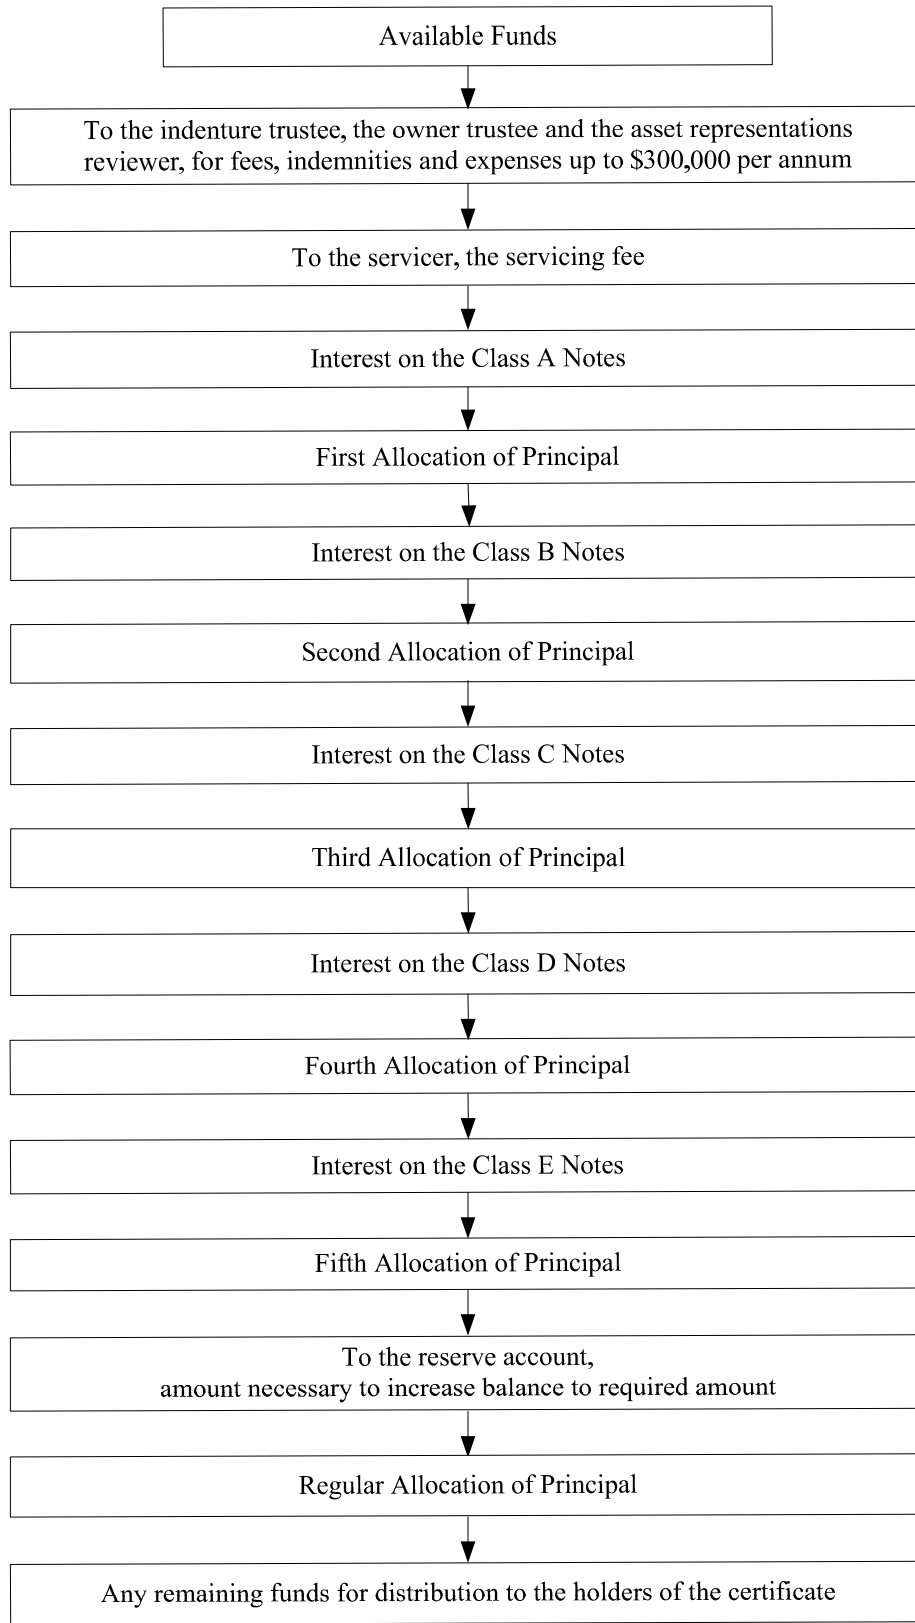 Available Funds
To the indenture trustee, the owner trustee and the asset representations
reviewer, for fees, indemnities and expenses up to $300,000 per annum
To the servicer, the servicing fee
Interest on the Class A Notes
First Allocation of Principal
Interest on the Class B Notes
Second Allocation of Principal
Interest on the Class C Notes
Third Allocation of Principal
Interest on the Class D Notes
Fourth Allocation of Principal
Interest on the Class E Notes
Fifth Allocation of Principal
To the reserve account,
amount necessary to increase balance to required amount
Regular Allocation of Principal
Any remaining funds for distribution to the holders of the certificate